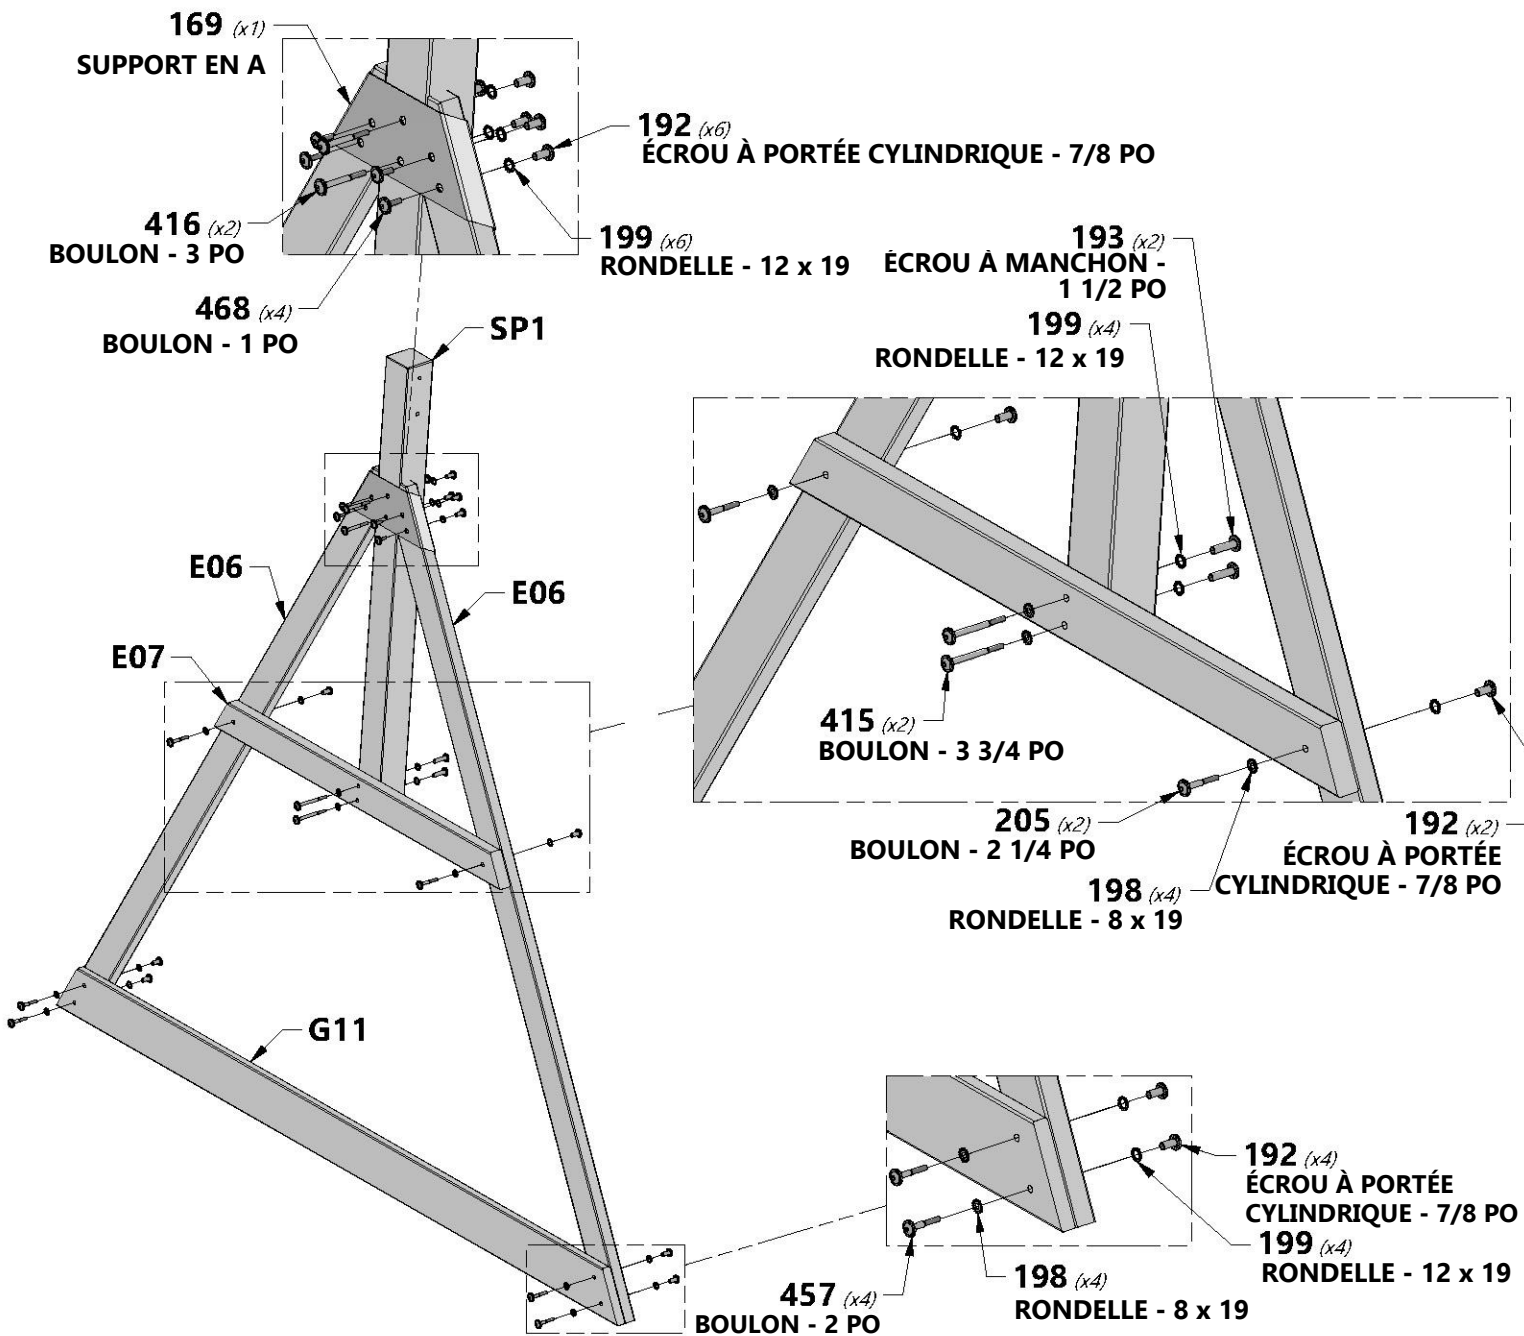 169 (x1)
SUPPORT EN A
192 (x6)
ÉCROU À PORTÉE CYLINDRIQUE - 7/8 PO
416 (x2)
BOULON - 3 PO
199 (x6)
RONDELLE - 12 x 19
468 (x4)
BOULON - 1 PO
193 (x2)
ÉCROU À MANCHON -
1 1/2 PO
199 (x4)
RONDELLE - 12 x 19
SP1
E06
E06
E07
415 (x2)
BOULON - 3 3/4 PO
205 (x2)
BOULON - 2 1/4 PO
192 (x2)
ÉCROU À PORTÉE
CYLINDRIQUE - 7/8 PO
198 (x4)
RONDELLE - 8 x 19
G11
192 (x4)
ÉCROU À PORTÉE
CYLINDRIQUE - 7/8 PO
199 (x4)
RONDELLE - 12 x 19
198 (x4)
RONDELLE - 8 x 19
457 (x4)
BOULON - 2 PO